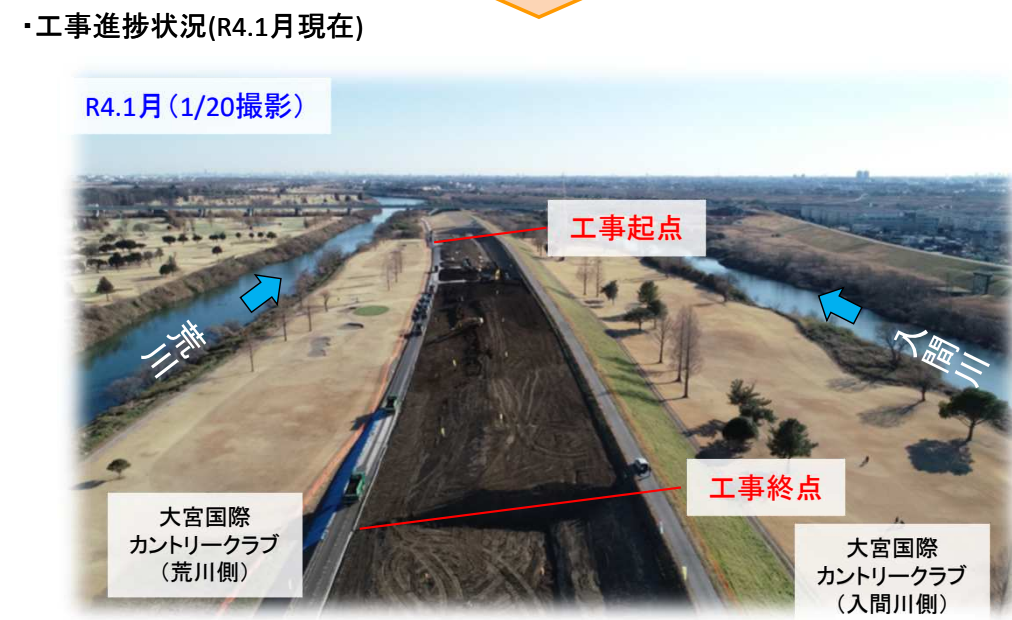 ・工事進捗状況(R4.1月現在)
R4.1月（1/20撮影）
工事起点
荒川
入間川
工事終点
大宮国際
カントリークラブ
（荒川側）
大宮国際
カントリークラブ
（入間川側）